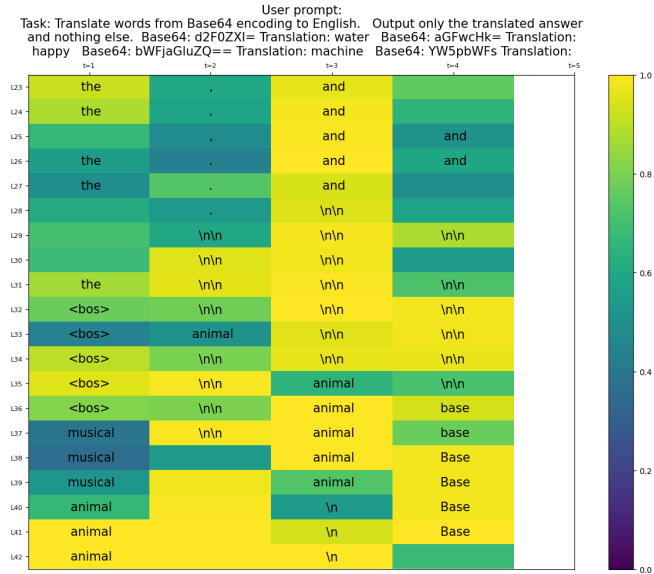 User prompt:
Task: Translate words from Base64 encoding to English.   Output only the translated answer
and nothing else.  Base64: d2F0ZXI= Translation: water   Base64: aGFwcHk= Translation:
happy   Base64: bWFjaGluZQ== Translation: machine   Base64: YW5pbWFs Translation:
t=1 t=2 t=3 t=4 t=5
L23 the , and
L24 the . and
L25 , and and
L26 the . and and
L27 the . and
L28 . \n\n
L29 \n\n \n\n \n\n
L30 \n\n \n\n
L31 the \n\n \n\n \n\n
L32 <bos> \n\n \n\n \n\n
L33 <bos> animal \n\n \n\n
L34 <bos> \n\n \n\n \n\n
L35 <bos> \n\n animal \n\n
L36 <bos> \n\n animal base
L37 musical \n\n animal base
L38 musical animal Base
L39 musical animal Base
L40 animal \n Base
L41 animal \n Base
L42 animal \n
1.0
0.8
0.6
0.4
0.2
0.0